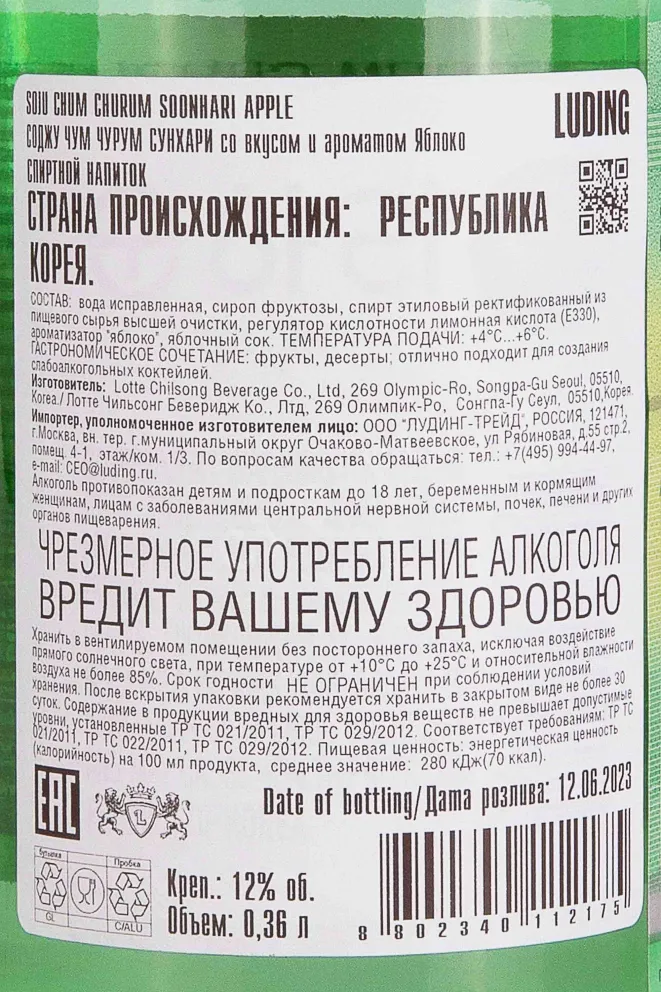 SOJU CHUM CHURUM SOONHARI APPLE
LUDING
СОДЖУ ЧУМ ЧУРУМ СУНХАРИ со вкусом и ароматом Яблоко
СПИРТНОЙ НАПИТОК
СТРАНА ПРОИСХОЖДЕНИЯ: РЕСПУБЛИКА
КОРЕЯ.
СОСТАВ: вода исправленная, сироп фруктозы, спирт этиловый ректификованный из
пищевого сырья высшей очистки, регулятор кислотности лимонная кислота (Е330),
ароматизатор "яблоко", яблочный сок. ТЕМПЕРАТУРА ПОДАЧИ: +4°С...+6°С.
ГАСТРОНОМИЧЕСКОЕ СОЧЕТАНИЕ: фрукты, десерты; отлично подходит для создания
слабоалкогольных коктейлей.
Изготовитель: Lotte Chilsong Beverage Co., Ltd, 269 Olympic-Ro, Songpa-Gu Seoul, 05510,
Korea./ Лотте Чильсонг Беверидж Ко., Лтд, 269 Олимпик-Ро, Сонгпа-Гу Сеул, 05510, Корея.
Импортер, уполномоченное изготовителем лицо: ООО "ЛУДИНГ-ТРЕЙД", РОССИЯ, 121471,
г.Москва, вн. тер. г.муниципальный округ Очаково-Матвеевское, ул Рябиновая, д.55 стр.2,
помещ. 4-1, этаж/ком. 1/3. По вопросам качества обращаться: тел.: +7(495) 994-44-97,
e-mail: CEO@luding.ru.
Алкоголь противопоказан детям и подросткам до 18 лет, беременным и кормящим
женщинам, лицам с заболеваниями центральной нервной системы, почек, печени и других
органов пищеварения.
ЧРЕЗМЕРНОЕ УПОТРЕБЛЕНИЕ АЛКОГОЛЯ
ВРЕДИТ ВАШЕМУ ЗДОРОВЬЮ
Хранить в вентилируемом помещении без постороннего запаха, исключая воздействие
прямого солнечного света, при температуре от +10°С до +25°С и относительной влажности
воздуха не более 85%. Срок годности НЕ ОГРАНИЧЕН при соблюдении условий
хранения. После вскрытия упаковки рекомендуется хранить в закрытом виде не более 30
суток. Содержание в продукции вредных для здоровья веществ не превышает допустимые
уровни, установленные ТР ТС 021/2011, ТР ТС 029/2012. Соответствует требованиям: ТР ТС
021/2011, ТР ТС 022/2011, ТР ТС 029/2012. Пищевая ценность: энергетическая ценность
(калорийность) на 100 мл продукта, среднее значение: 280 кДж(70 ккал).
EAC
L
Date of bottling/Дата розлива: 12.06.2023
бутылка
GL
Пробка
C/ALU
Креп.: 12% об.
Объем: 0,36 л
8 802340 112175